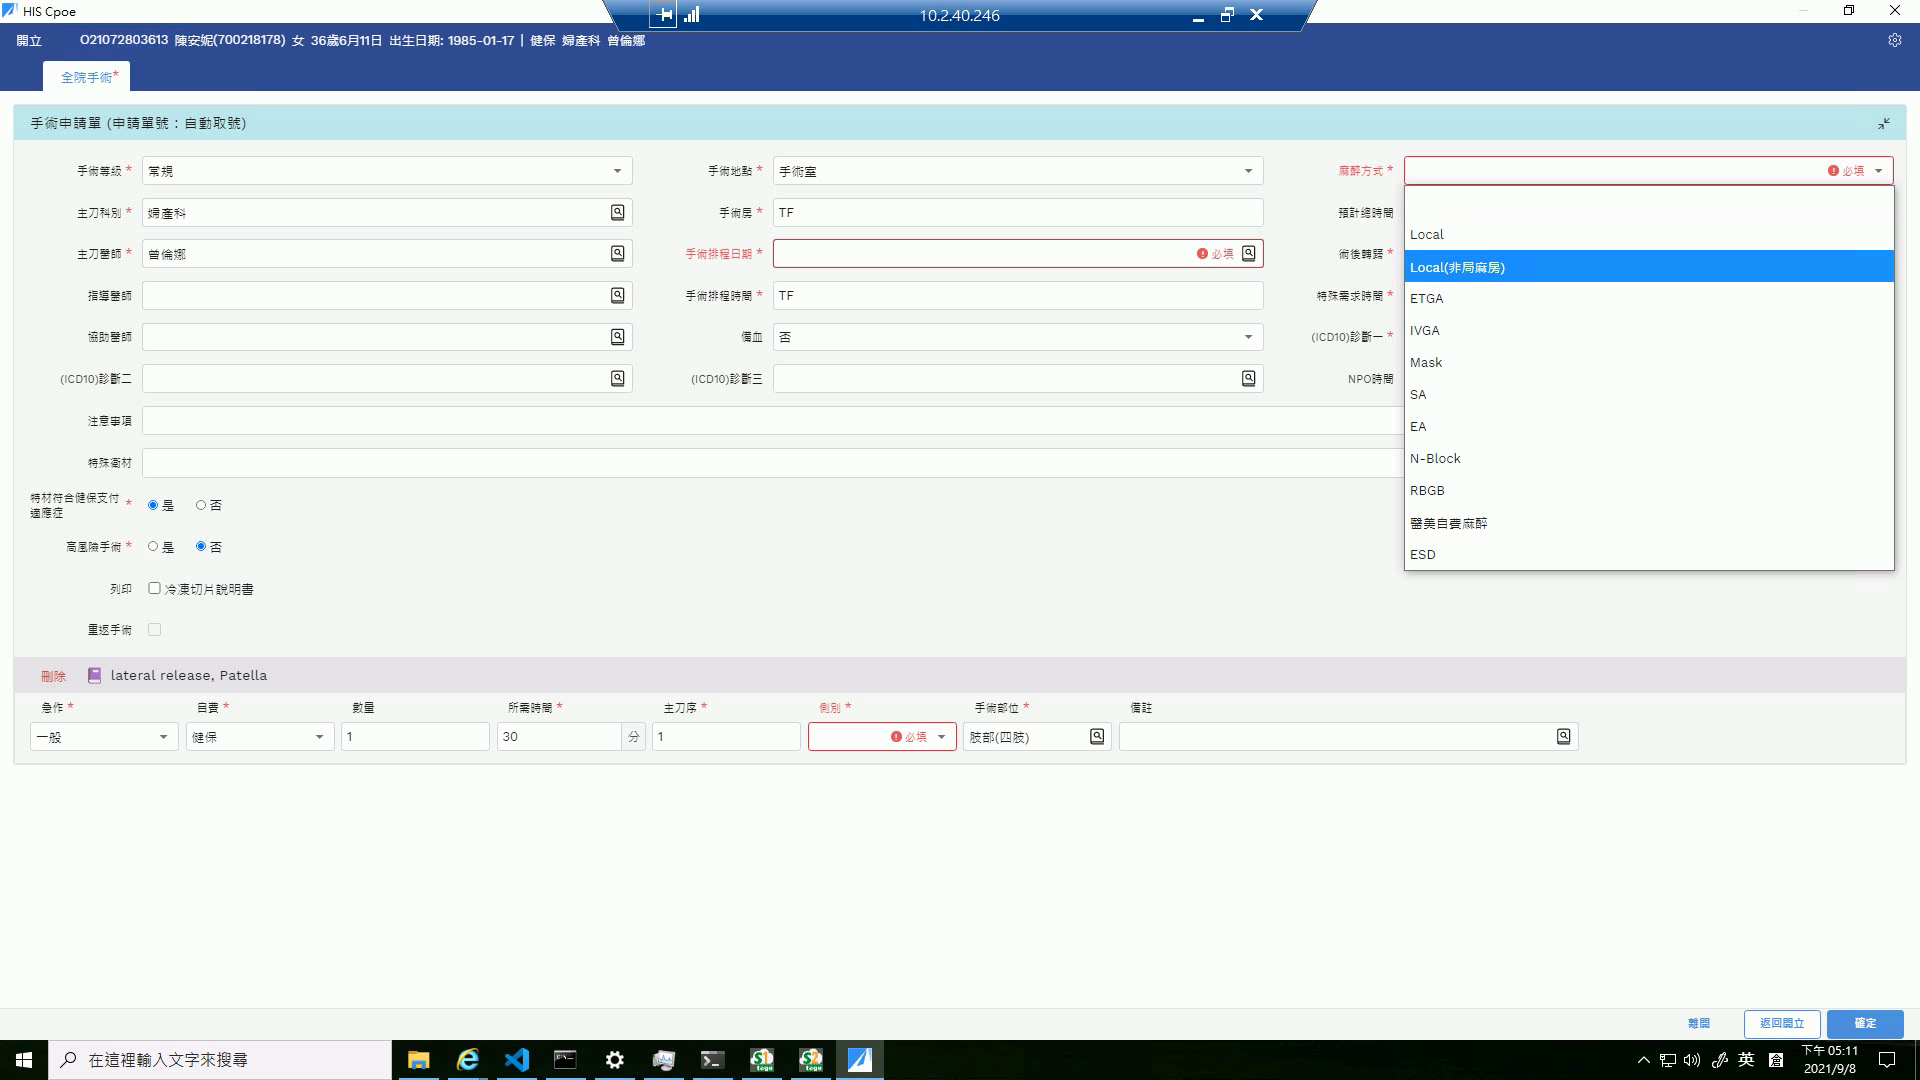 HIS Cpoe
10.2.40.246
開立 O21072803613 陳安妮(700218178) 女 36歲6月11日 出生日期: 1985-01-17 | 健保 婦產科 曾倫娜
全院手術*
手術申請單 (申請單號：自動取號)
手術等級 * 常規 手術地點 * 手術室 麻醉方式 * 必填
主刀科別 * 婦產科 手術房 * TF 預計總時間
Local
主刀醫師 * 曾倫娜 手術排程日期 * 必填 術後轉歸 *
Local(非局麻房)
指導醫師 手術排程時間 * TF 特殊需求時間 *
ETGA
IVGA
協助醫師 備血 否 (ICD10)診斷一 *
Mask
(ICD10)診斷二 (ICD10)診斷三 NPO時間
SA
注意事項
EA
特殊衛材
N-Block
RBGB
特材符合健保支付適應症 * 是 否
醫美自費麻醉
高風險手術 * 是 否
ESD
列印 冷凍切片說明書
重返手術
刪除 lateral release, Patella
急作 * 自費 * 數量 所需時間 * 主刀序 * 側別 * 手術部位 * 備註
一般 健保 1 30 分 1 必填 肢部(四肢)
離開 返回開立 確定
在這裡輸入文字來搜尋
英
下午 05:11
2021/9/8